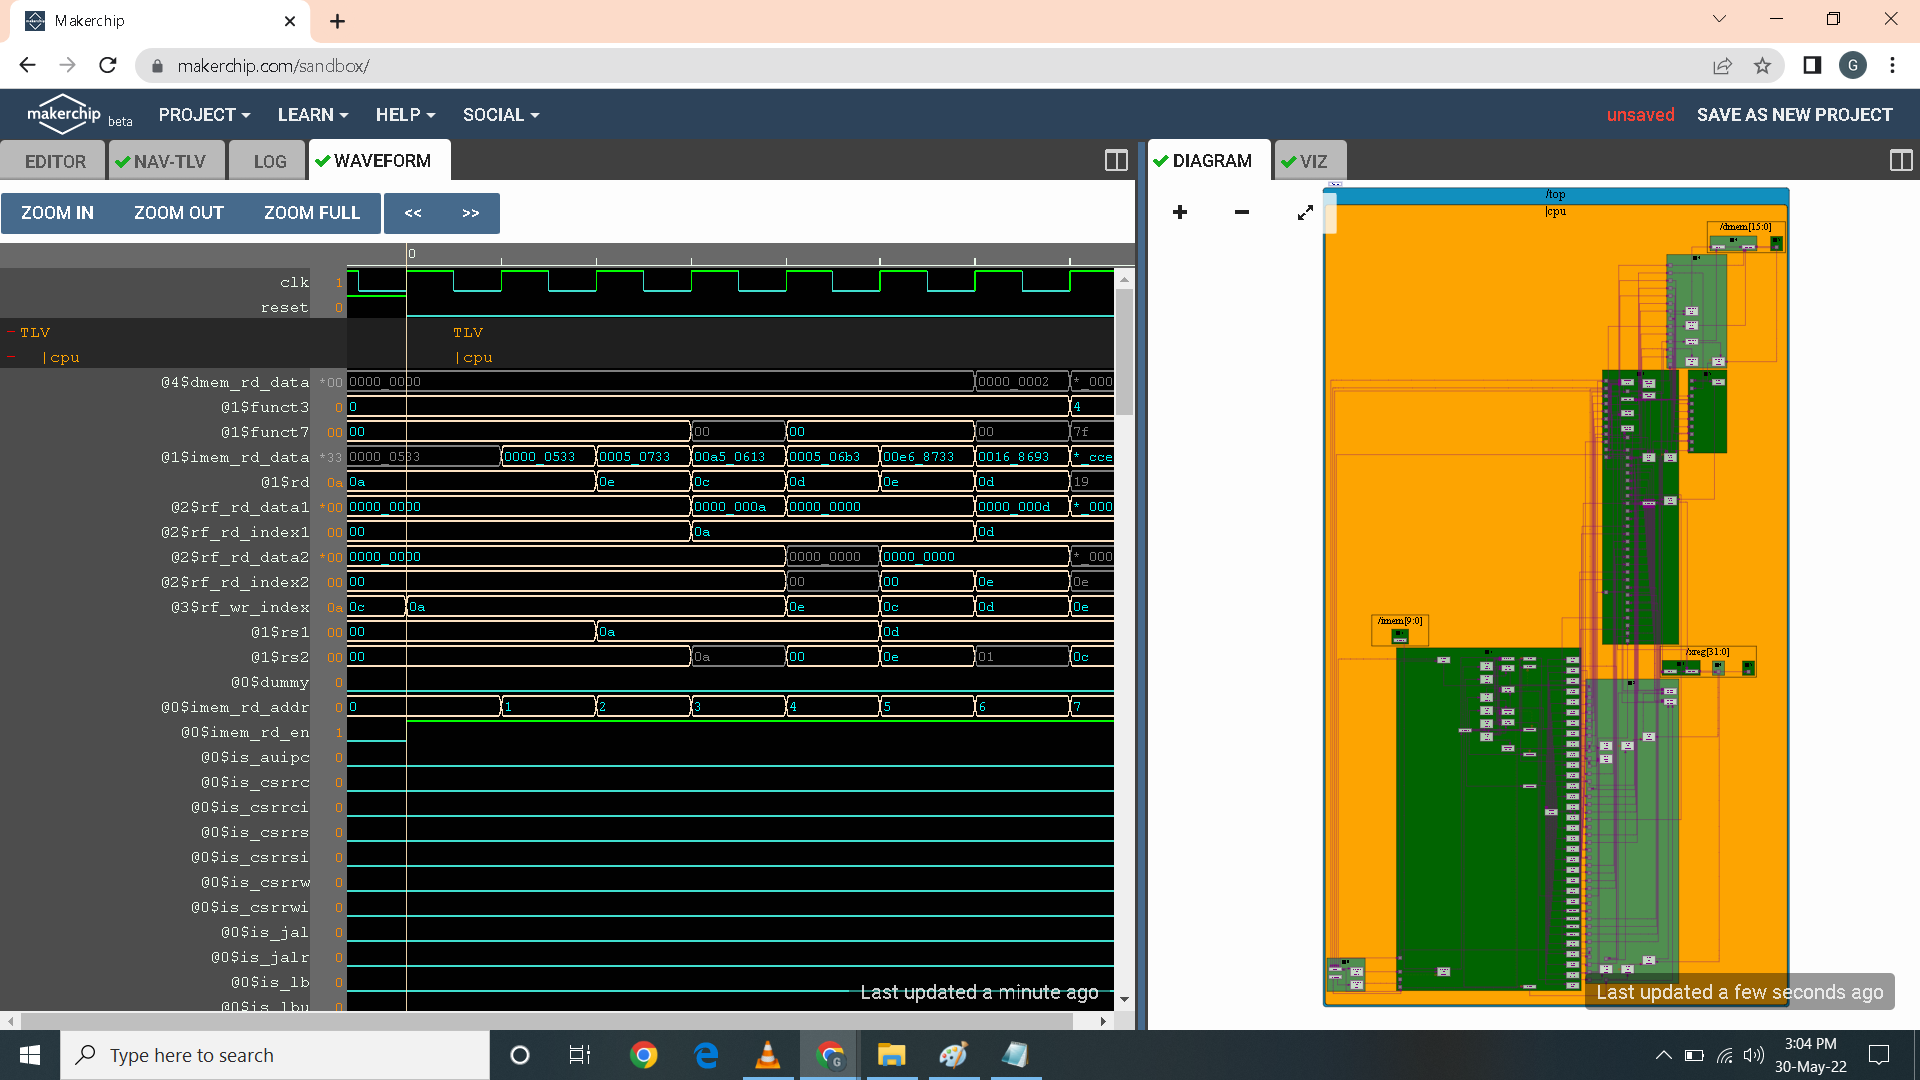 Makerchip
makerchip.com/sandbox/
G
makerchip beta PROJECT LEARN HELP SOCIAL unsaved SAVE AS NEW PROJECT
EDITOR NAV-TLV LOG WAVEFORM DIAGRAM VIZ
ZOOM IN ZOOM OUT ZOOM FULL << >>
0
clk 1
reset 0
TLV TLV
|cpu |cpu
@4$dmem_rd_data *00 0000_0000 0000_0002 *_000
@1$funct3 0 0 4
@1$funct7 00 00 00 00 00 7f
@1$imem_rd_data *33 0000_0533 0000_0533 0005_0733 00a5_0613 0005_06b3 00e6_8733 0016_8693 *_cce
@1$rd 0a 0a 0e 0c 0d 0e 0d 19
@2$rf_rd_data1 *00 0000_0000 0000_000a 0000_0000 0000_000d *_000
@2$rf_rd_index1 00 00 0a 0d
@2$rf_rd_data2 *00 0000_0000 0000_0000 0000_0000 *_000
@2$rf_rd_index2 00 00 00 00 0e 0e
@3$rf_wr_index 0a 0c 0a 0e 0c 0d 0e
@1$rs1 00 00 0a 0d
@1$rs2 00 00 0a 00 0e 01 0c
@0$dummy 0
@0$imem_rd_addr 0 0 1 2 3 4 5 6 7
@0$imem_rd_en 1
@0$is_auipc 0
@0$is_csrrc 0
@0$is_csrrci 0
@0$is_csrrs 0
@0$is_csrrsi 0
@0$is_csrrw 0
@0$is_csrrwi 0
@0$is_jal 0
@0$is_jalr 0
@0$is_lb 0
@0$is_lbu 0
Last updated a minute ago
/top
|cpu
/dmem[15:0]
/imem[9:0]
/xreg[31:0]
Last updated a few seconds ago
Type here to search
G
3:04 PM
30-May-22